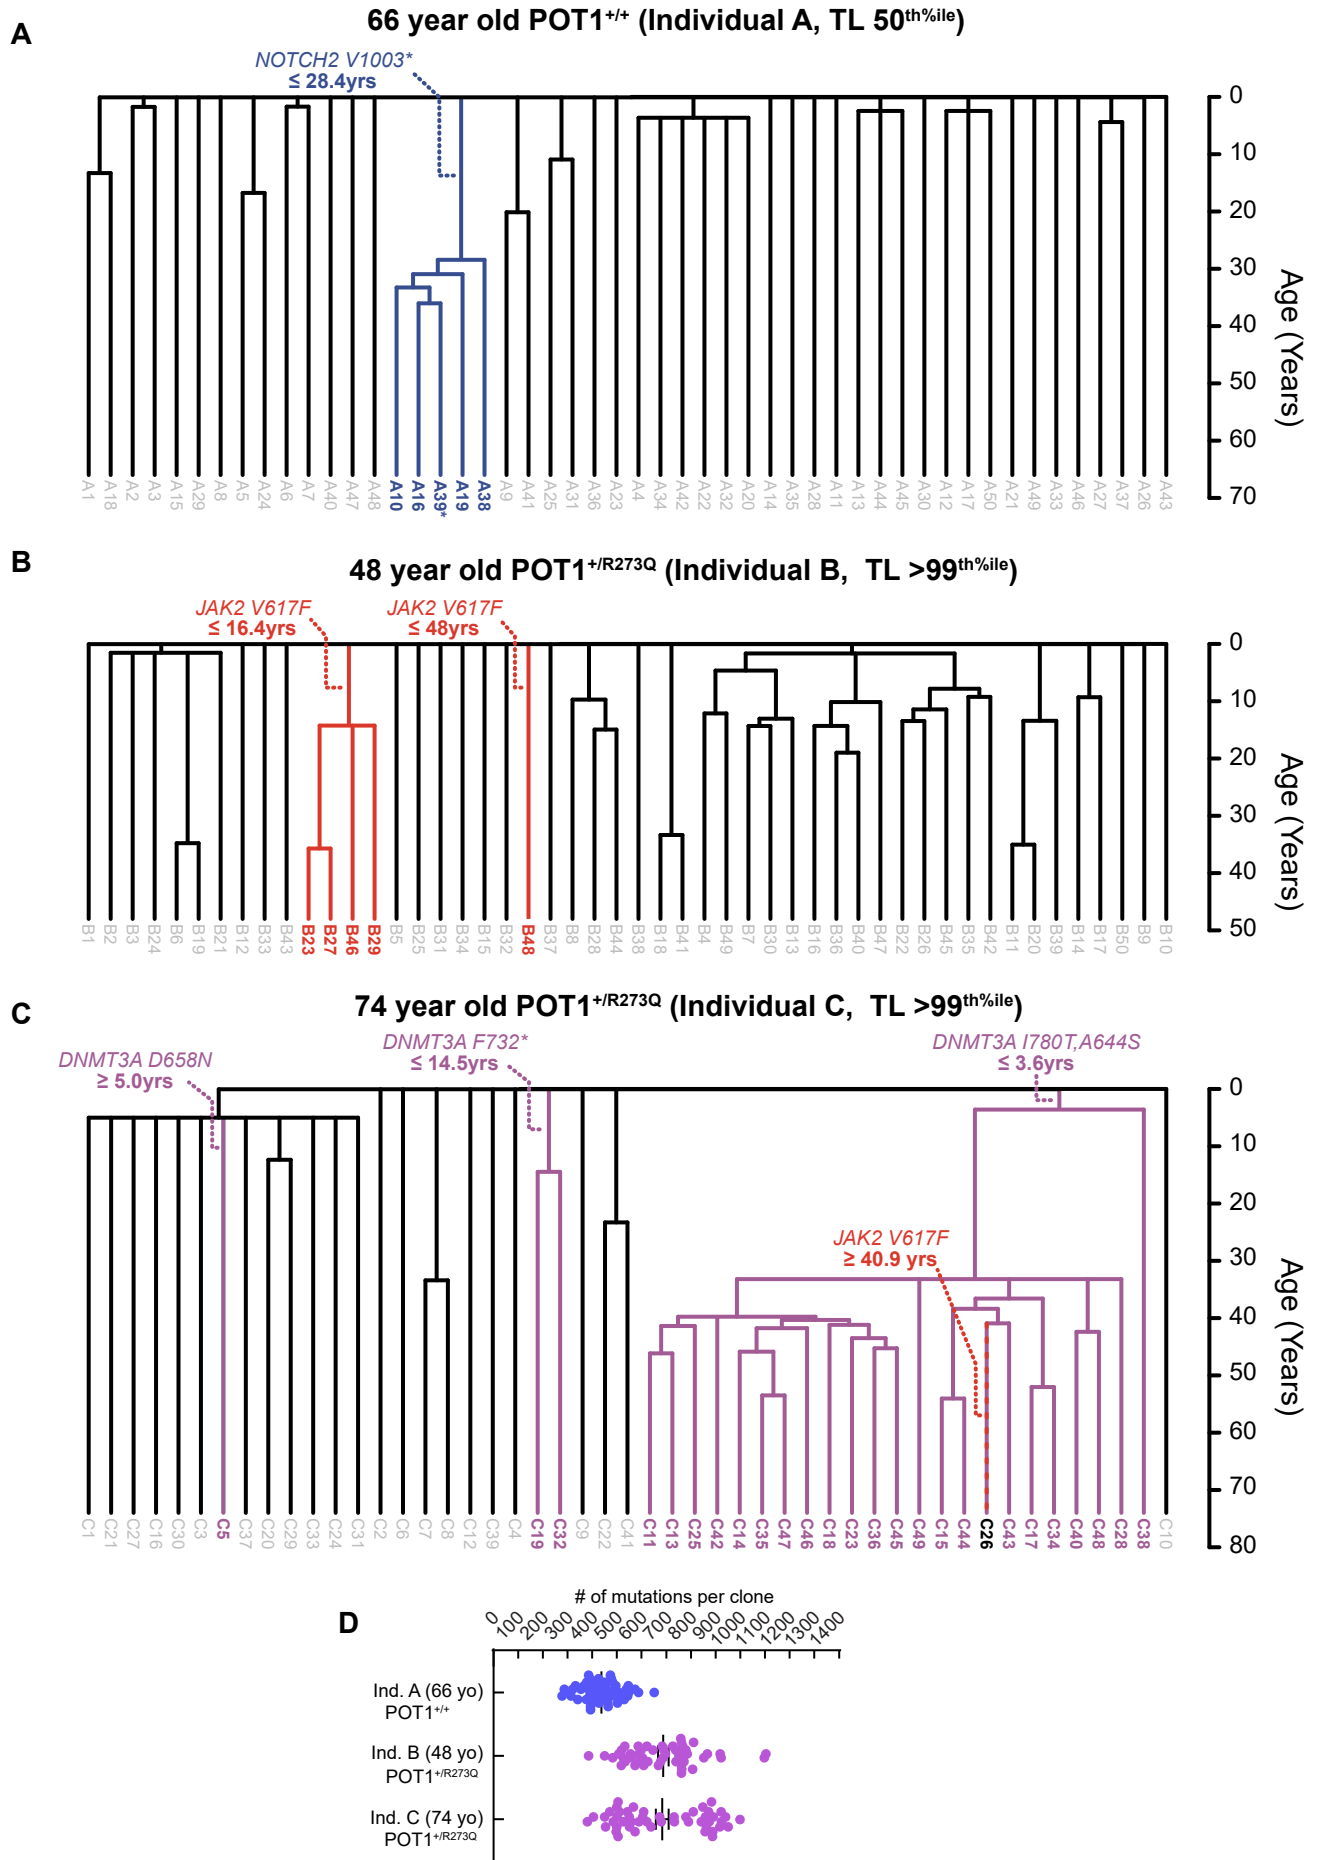 A
66 year old POT1+/+ (Individual A, TL 50th%ile)
NOTCH2 V1003*
≤ 28.4yrs
0
10
20
30
40
50
60
70
Age (Years)
A1 A18 A2 A3 A15 A29 A8 A5 A24 A6 A7 A40 A47 A48 A10 A16 A39* A19 A38 A9 A41 A25 A31 A36 A23 A4 A34 A42 A22 A32 A20 A14 A35 A28 A11 A13 A44 A45 A30 A12 A17 A50 A21 A49 A33 A46 A27 A37 A26 A43
B
48 year old POT1+/R273Q (Individual B, TL >99th%ile)
JAK2 V617F
≤ 16.4yrs
JAK2 V617F
≤ 48yrs
0
10
20
30
40
50
Age (Years)
B1 B2 B3 B24 B6 B19 B21 B12 B33 B43 B23 B27 B46 B29 B5 B25 B31 B34 B15 B32 B48 B37 B8 B28 B44 B38 B18 B41 B4 B49 B7 B30 B13 B16 B36 B40 B47 B22 B26 B45 B35 B42 B11 B20 B39 B14 B17 B50 B9 B10
C
74 year old POT1+/R273Q (Individual C, TL >99th%ile)
DNMT3A D658N
≥ 5.0yrs
DNMT3A F732*
≤ 14.5yrs
DNMT3A I780T,A644S
≤ 3.6yrs
JAK2 V617F
≥ 40.9 yrs
0
10
20
30
40
50
60
70
80
Age (Years)
C1 C21 C27 C16 C30 C3 C5 C37 C20 C29 C33 C24 C31 C2 C6 C7 C8 C12 C39 C4 C19 C32 C9 C22 C41 C11 C13 C25 C42 C14 C35 C47 C46 C18 C23 C36 C45 C49 C15 C44 C26 C43 C17 C34 C40 C48 C28 C38 C10
D
# of mutations per clone
0 100 200 300 400 500 600 700 800 900 1000 1100 1200 1300 1400
Ind. A (66 yo)
POT1+/+
Ind. B (48 yo)
POT1+/R273Q
Ind. C (74 yo)
POT1+/R273Q